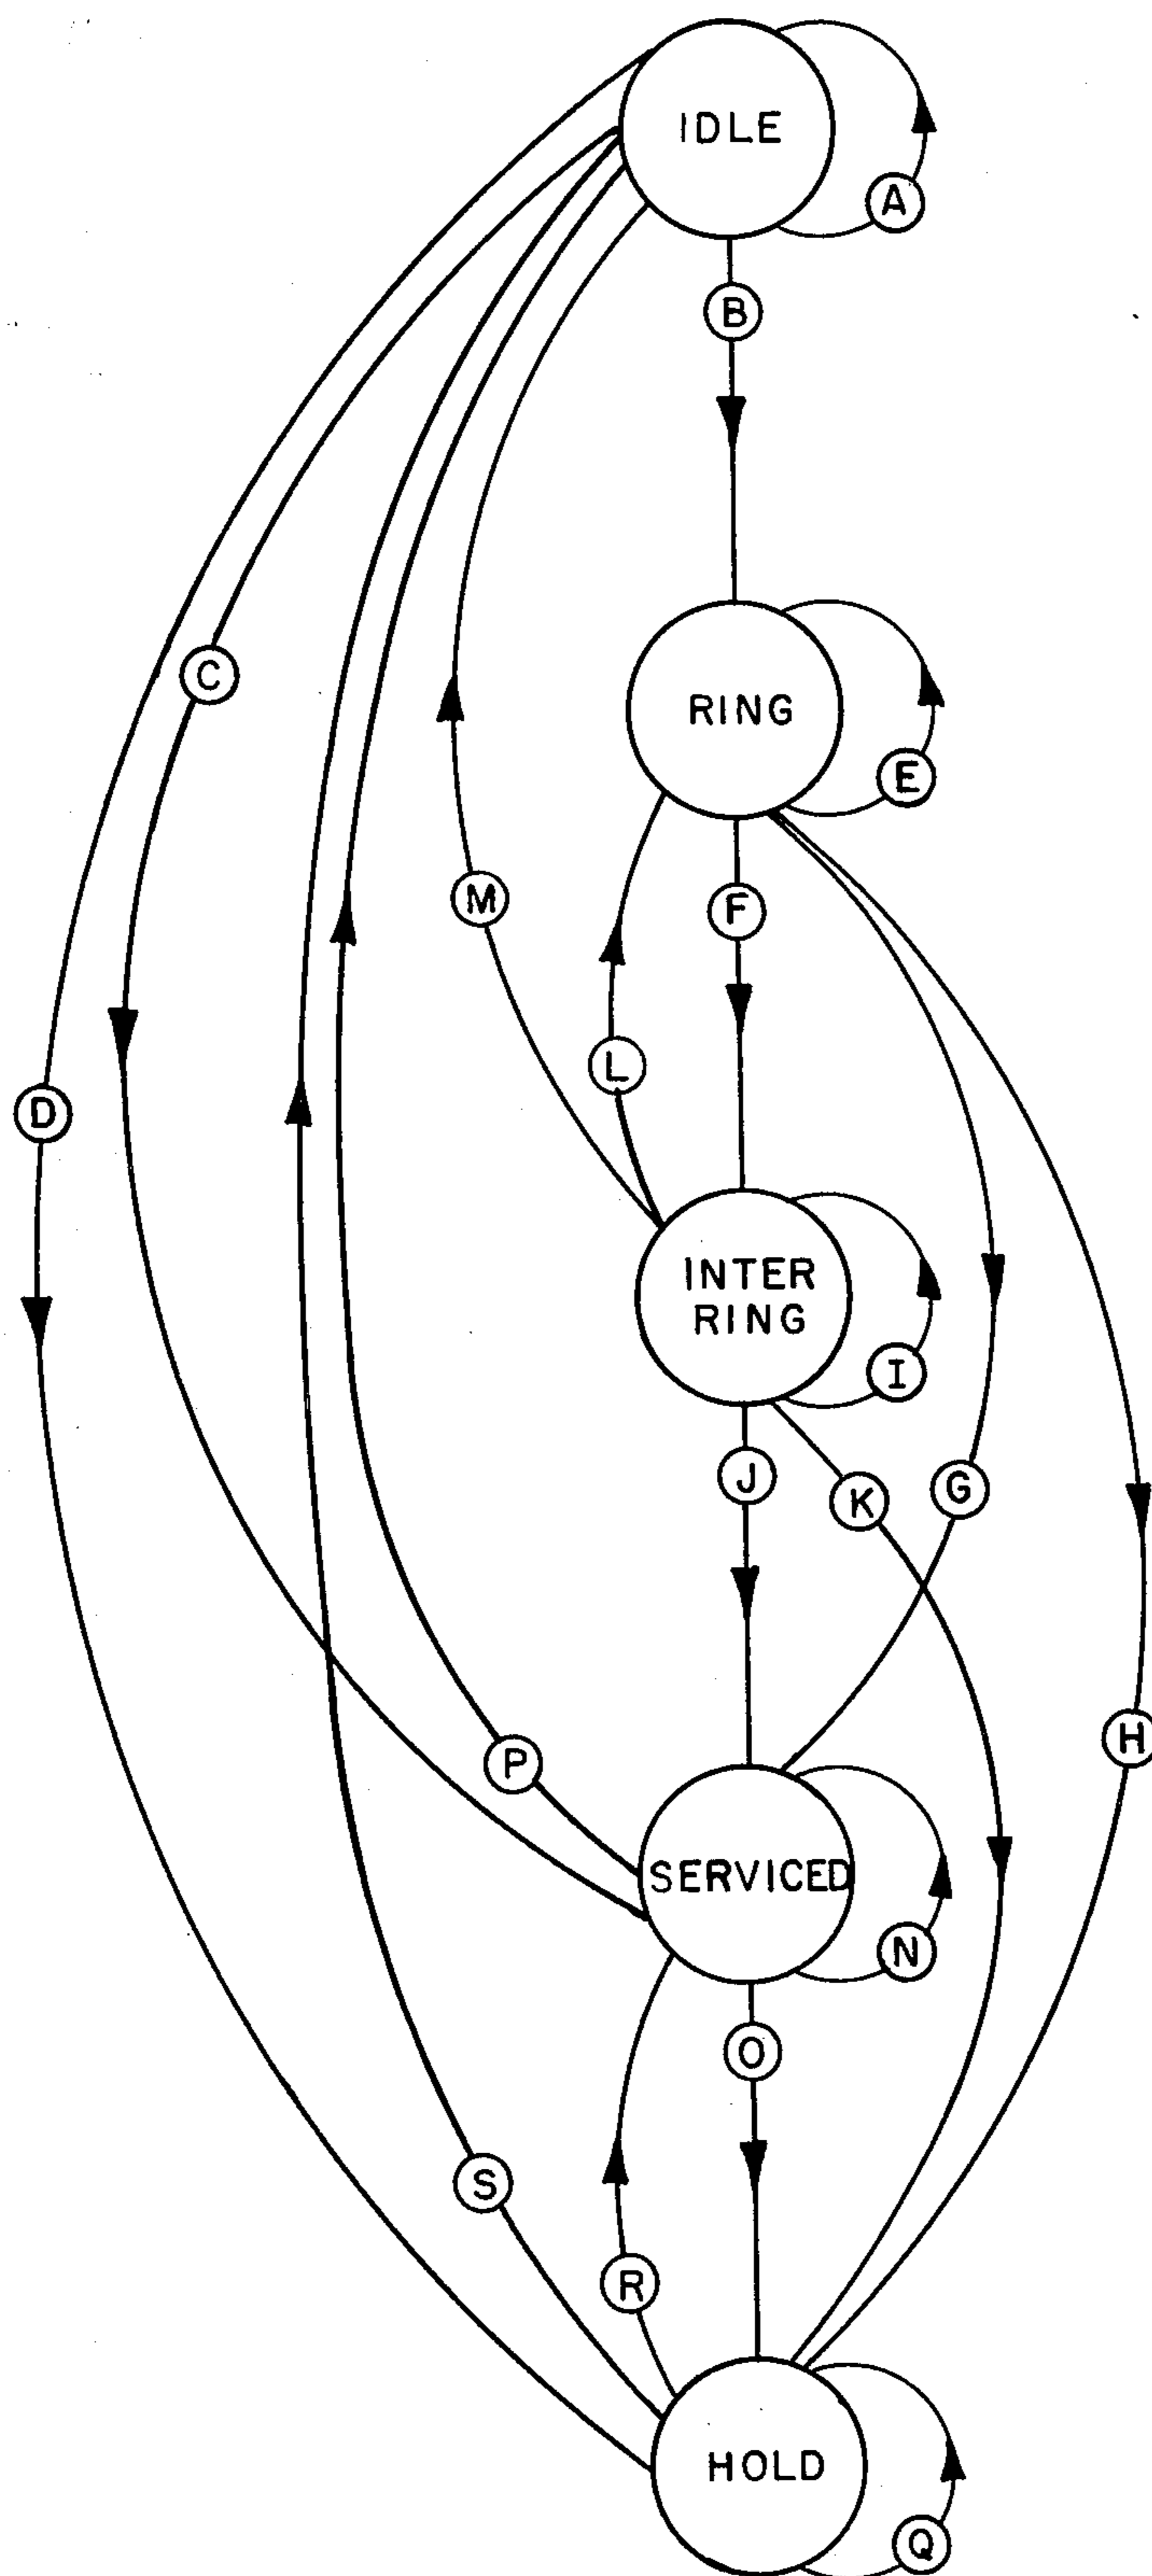 IDLE
A
B
C
RING
E
M
F
L
D
INTER
RING
I
J
K
G
H
P
SERVICED
N
O
S
R
HOLD
Q